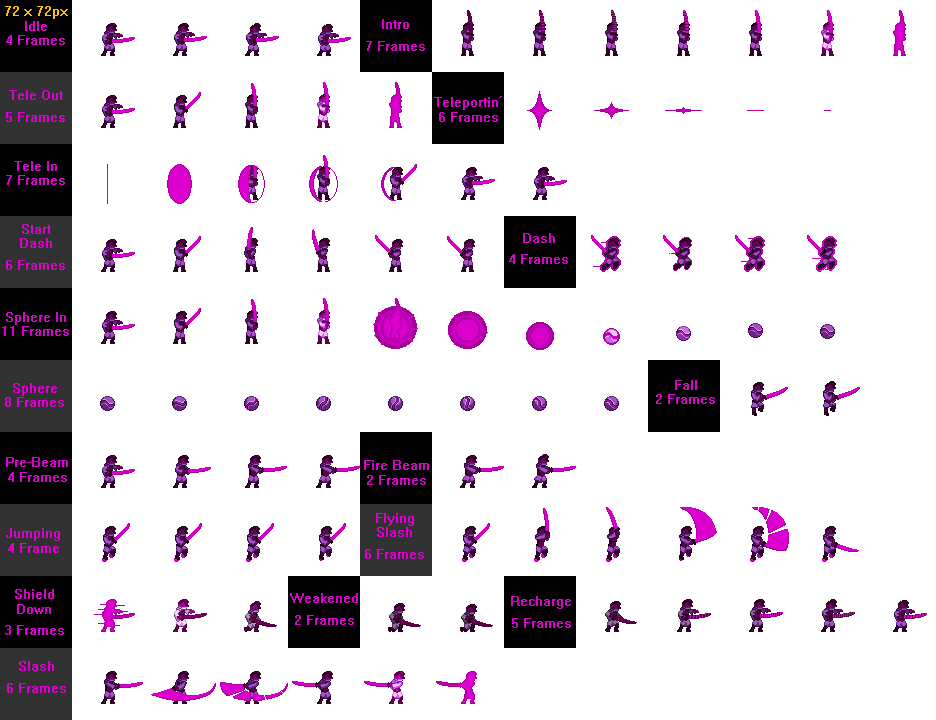 72 x 72px
Idle
4 Frames
Intro
7 Frames
Tele Out
5 Frames
Teleportin´
6 Frames
Tele In
7 Frames
Start
Dash
6 Frames
Dash
4 Frames
Sphere In
11 Frames
Sphere
8 Frames
Fall
2 Frames
Pre-Beam
4 Frames
Fire Beam
2 Frames
Jumping
4 Frame
Flying
Slash
6 Frames
Shield
Down
3 Frames
Weakened
2 Frames
Recharge
5 Frames
Slash
6 Frames